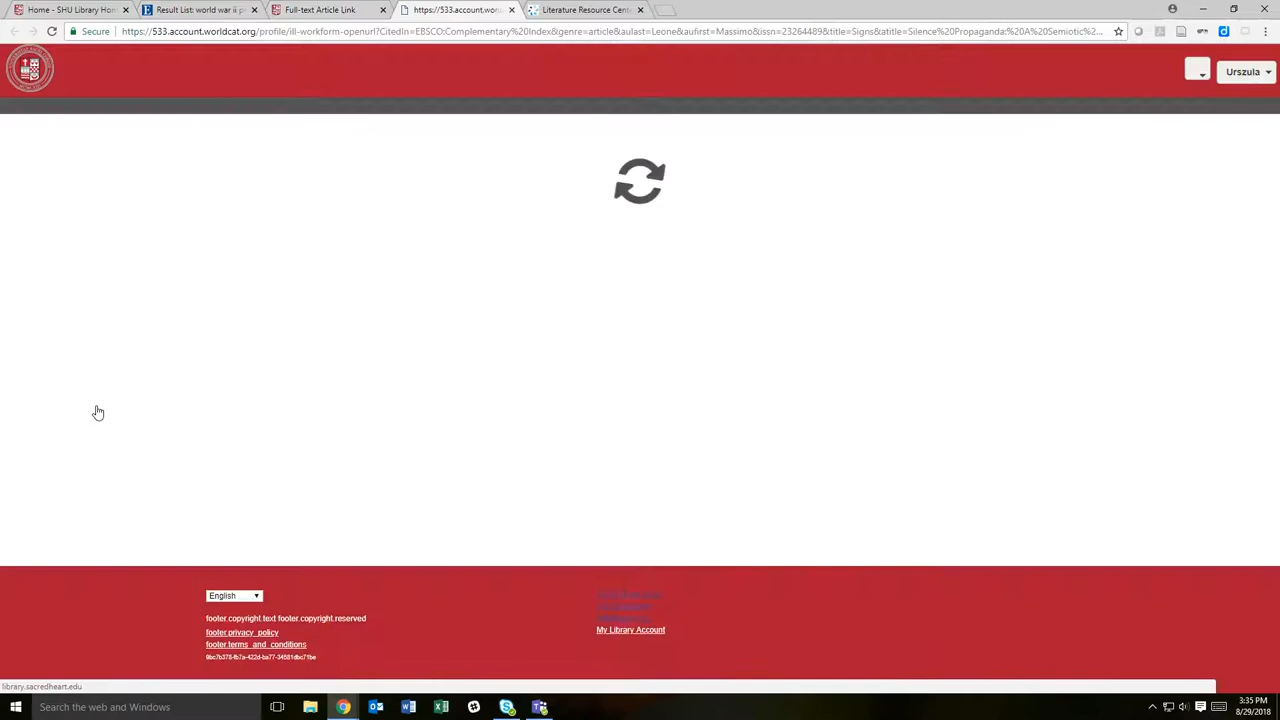 Home - SHU Library Hom
Result List: world war ii p
Full-text Article Link
https://533.account.worl
Literature Resource Cente
Secure
https://533.account.worldcat.org/profile/ill-workform-openurl?CitedIn=EBSCO:Complementary%20Index&genre=article&aulast=Leone&aufirst=Massimo&issn=23264489&title=Signs&atitle=Silence%20Propaganda:%20A%20Semiotic%2...
Urszula
English
footer.copyright.text footer.copyright.reserved
footer.privacy_policy
footer.terms_and_conditions
My Library Account
library.sacredheart.edu
Search the web and Windows
3:35 PM
8/29/2018